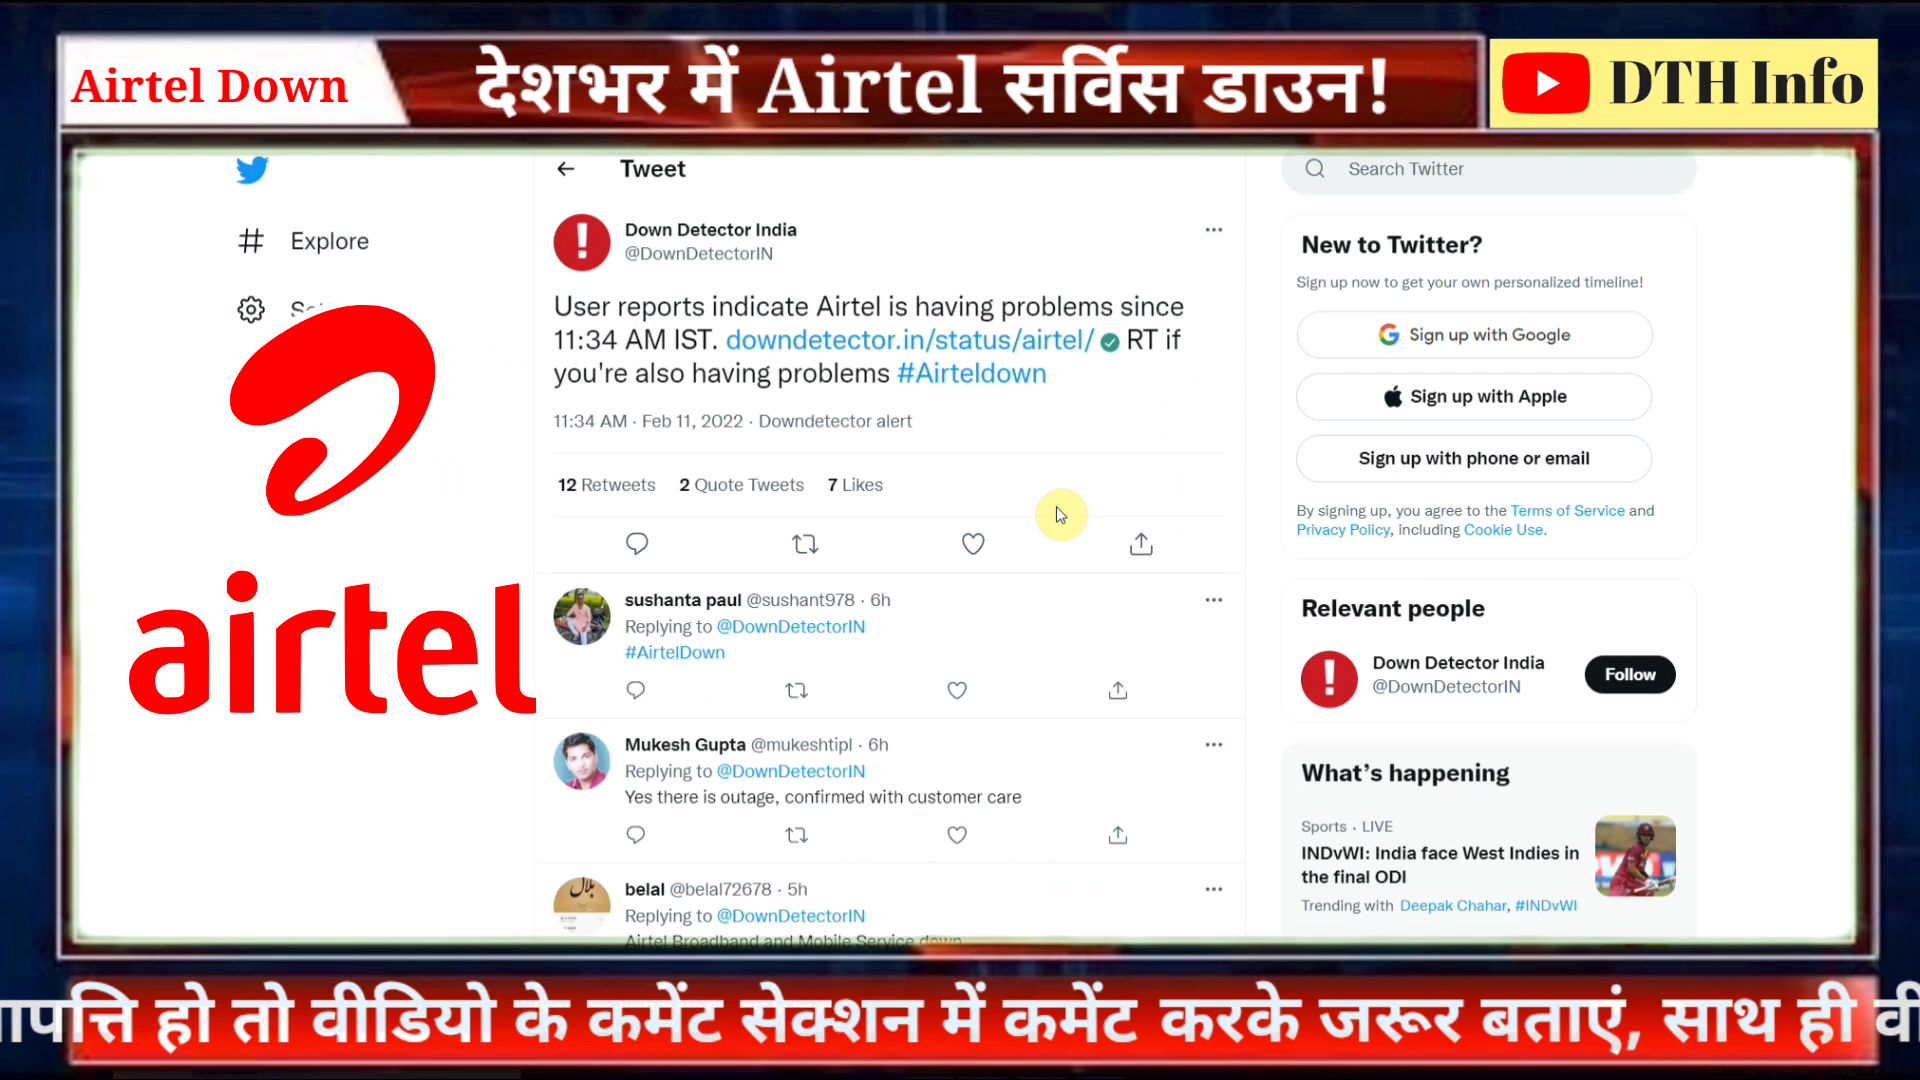 Airtel Down
देशभर में Airtel सर्विस डाउन!
DTH Info
Explore
airtel
Tweet
Down Detector India
@DownDetectorIN
User reports indicate Airtel is having problems since
11:34 AM IST. downdetector.in/status/airtel/ RT if
you're also having problems #Airteldown
11:34 AM · Feb 11, 2022 · Downdetector alert
12 Retweets 2 Quote Tweets 7 Likes
sushanta paul @sushant978 · 6h
Replying to @DownDetectorIN
#AirtelDown
Mukesh Gupta @mukeshtipl · 6h
Replying to @DownDetectorIN
Yes there is outage, confirmed with customer care
belal @belal72678 · 5h
Replying to @DownDetectorIN
Airtel Broadband and Mobile Service down
Search Twitter
New to Twitter?
Sign up now to get your own personalized timeline!
Sign up with Google
Sign up with Apple
Sign up with phone or email
By signing up, you agree to the Terms of Service and
Privacy Policy, including Cookie Use.
Relevant people
Down Detector India
@DownDetectorIN
Follow
What's happening
Sports · LIVE
INDvWI: India face West Indies in
the final ODI
Trending with Deepak Chahar, #INDvWI
हो तो वीडियो के कमेंट सेक्शन में कमेंट करके जरूर बताएं, साथ ही